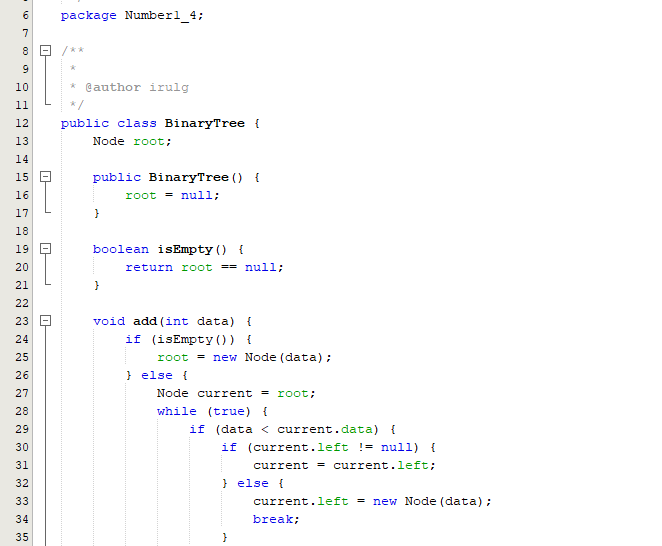 6 package Number1_4;
7
8 /**
9 *
10 * @author irulg
11 */
12 public class BinaryTree {
13 Node root;
14
15 public BinaryTree() {
16 root = null;
17 }
18
19 boolean isEmpty() {
20 return root == null;
21 }
22
23 void add(int data) {
24 if (isEmpty()) {
25 root = new Node(data);
26 } else {
27 Node current = root;
28 while (true) {
29 if (data < current.data) {
30 if (current.left != null) {
31 current = current.left;
32 } else {
33 current.left = new Node(data);
34 break;
35 }